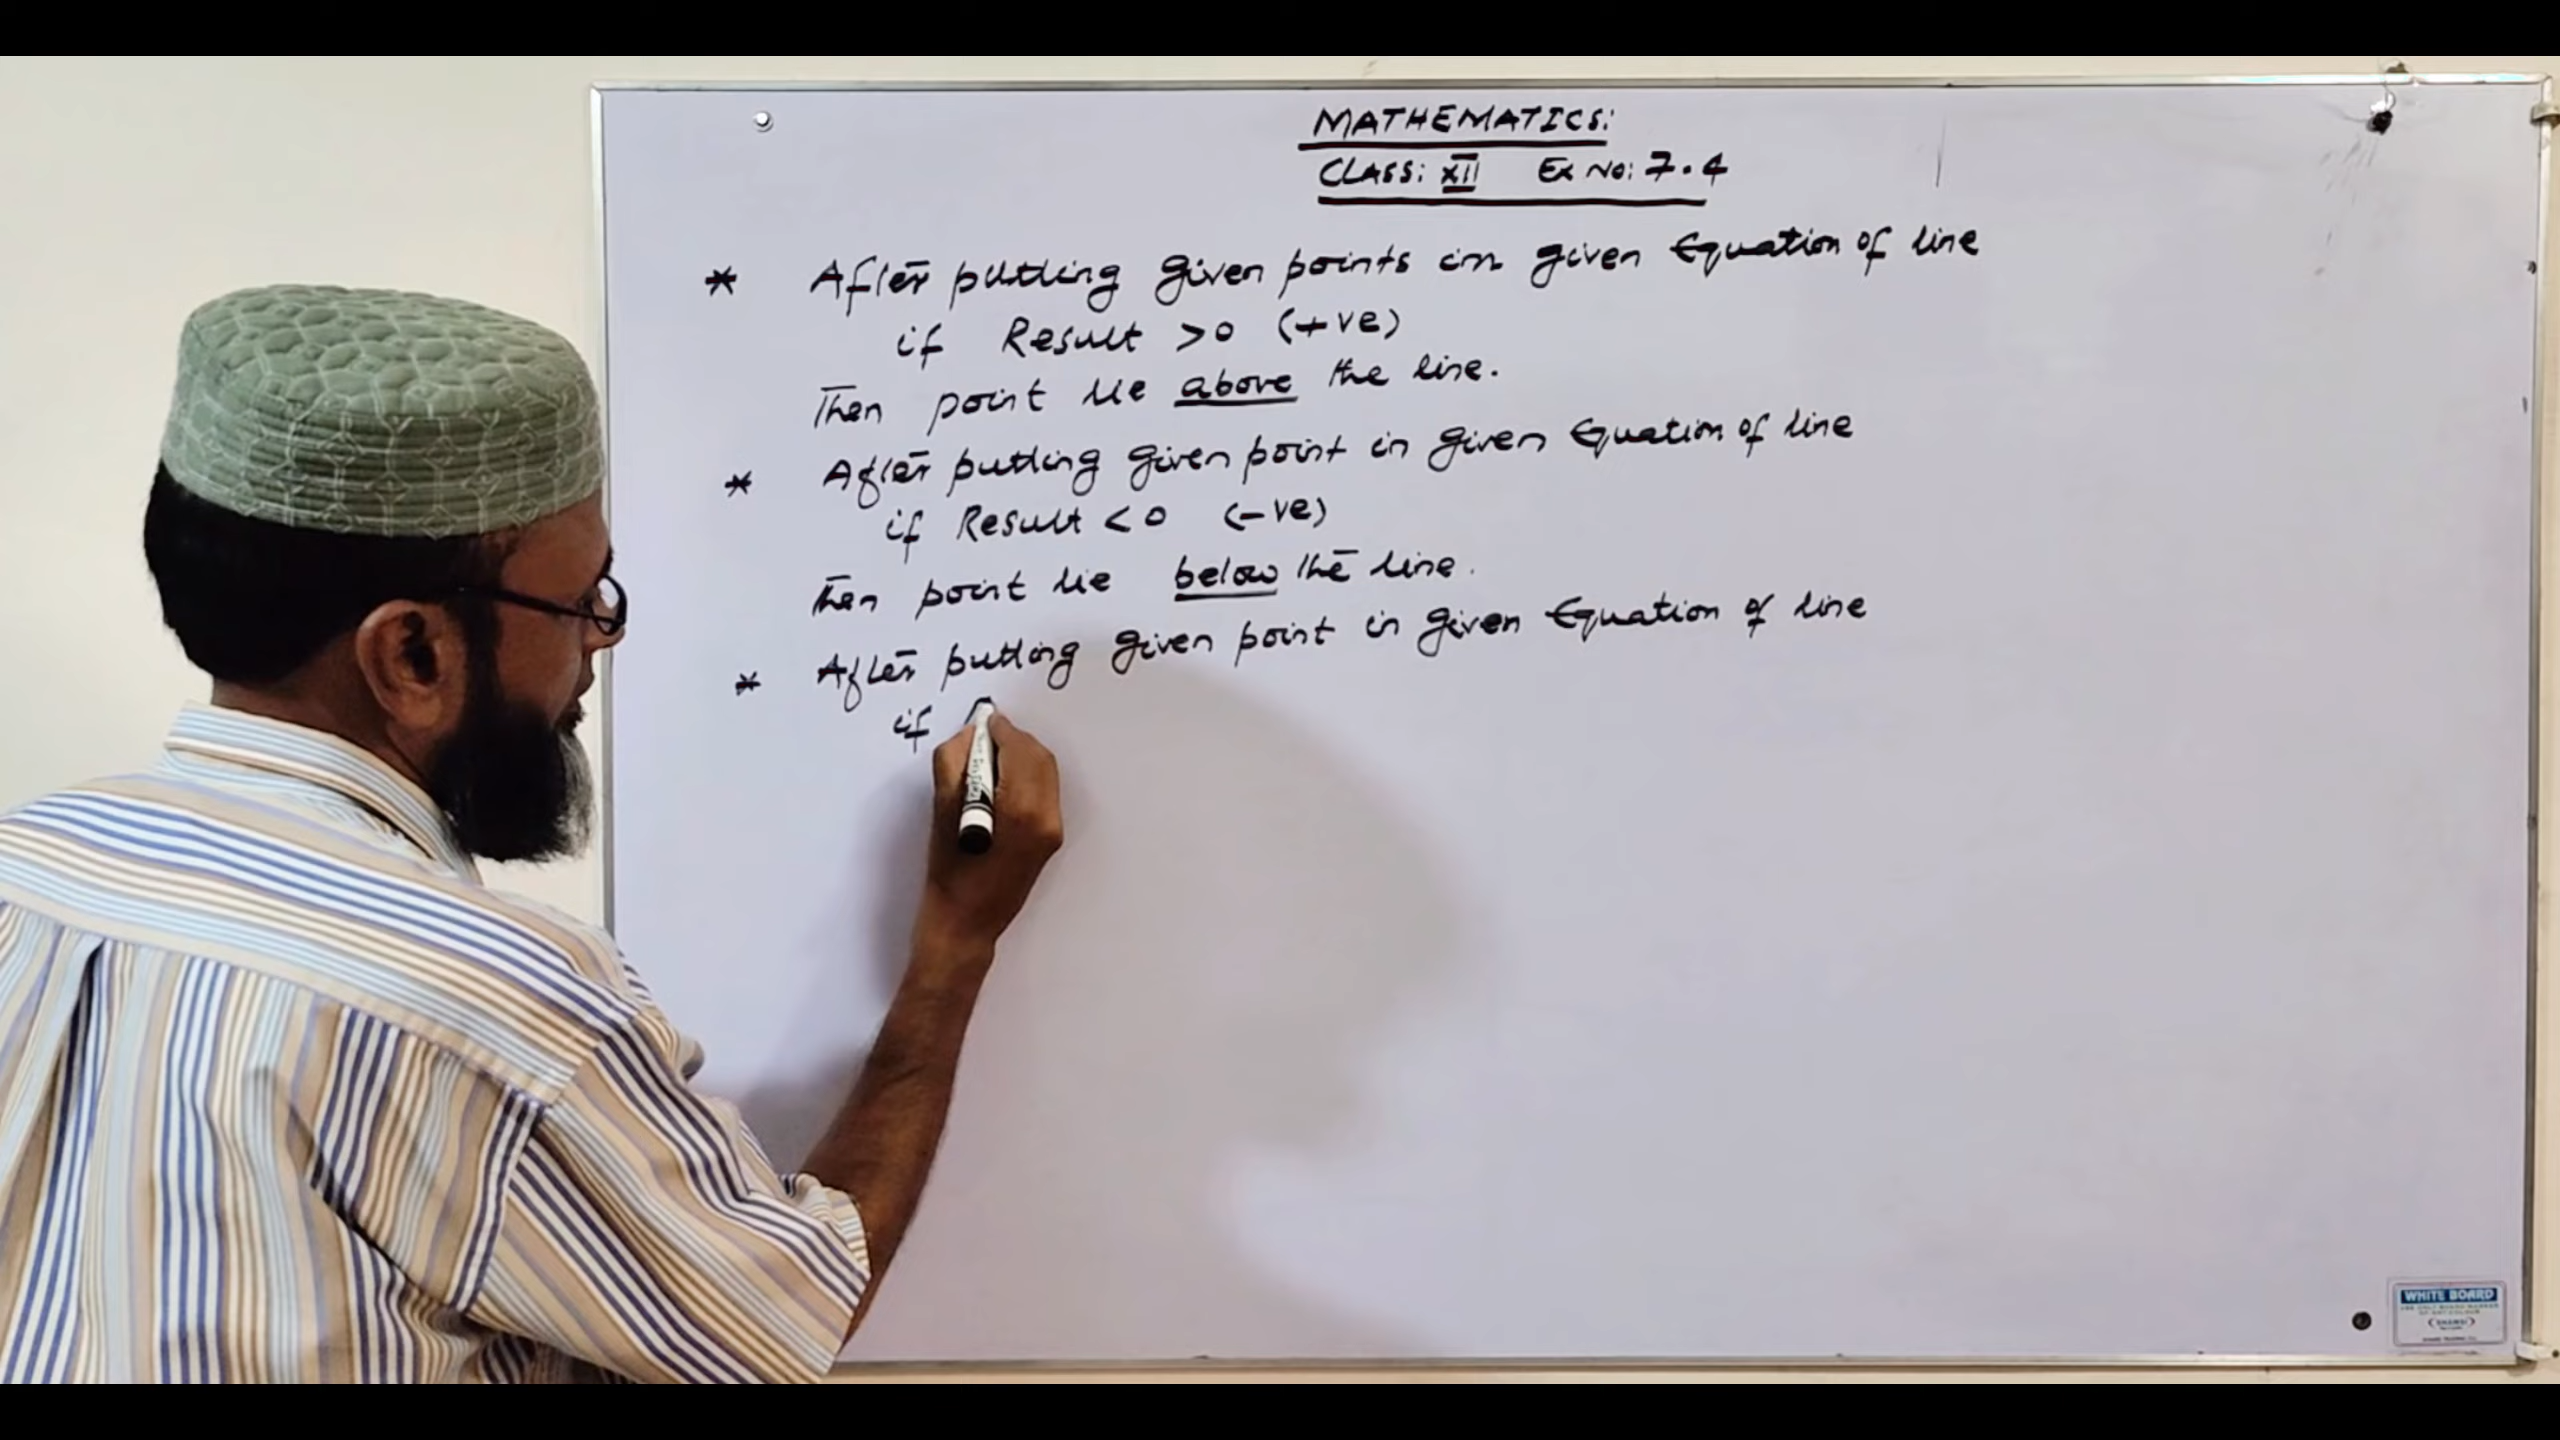 MATHEMATICS:
CLASS: XII Ex No: 7.4
* After putting given points in given Equation of line
if Result >0 (+ve)
Then point lie above the line.
* After putting given point in given Equation of line
if Result <0 (-ve)
Then point lie below the line.
* After putting given point in given Equation of line
if
WHITE BOARD